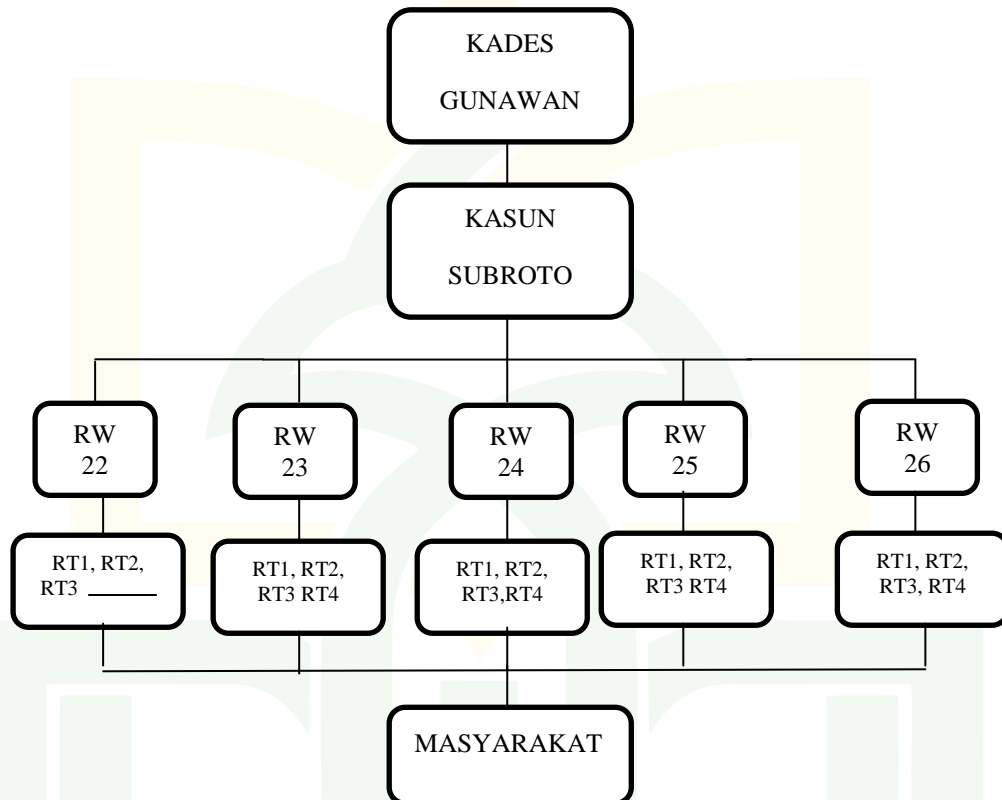 KADES
GUNAWAN
KASUN
SUBROTO
RW
22
RW
23
RW
24
RW
25
RW
26
RT1, RT2,
RT3 ______
RT1, RT2,
RT3 RT4
RT1, RT2,
RT3,RT4
RT1, RT2,
RT3 RT4
RT1, RT2,
RT3, RT4
MASYARAKAT